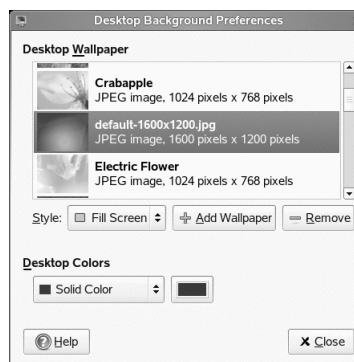 Desktop Background Preferences
Desktop Wallpaper
Crabapple
JPEG image, 1024 pixels x 768 pixels
default-1600x1200.jpg
JPEG image, 1600 pixels x 1200 pixels
Electric Flower
JPEG image, 1024 pixels x 768 pixels
Style: Fill Screen Add Wallpaper Remove
Desktop Colors
Solid Color
Help Close